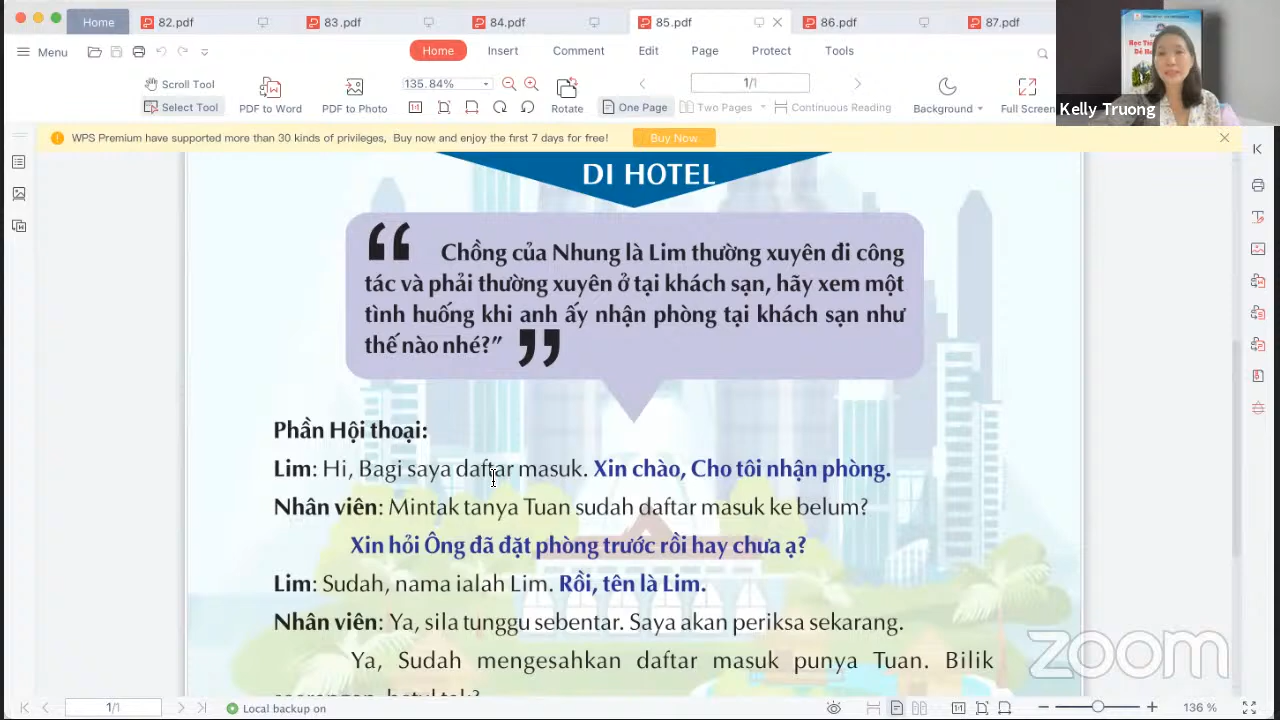 Home 82.pdf 83.pdf 84.pdf 85.pdf 86.pdf 87.pdf
Menu Home Insert Comment Edit Page Protect Tools
Scroll Tool 135.84% 1/1
Select Tool PDF to Word PDF to Photo Rotate One Page Two Pages Continuous Reading Background Full Screen
Kelly Truong
WPS Premium have supported more than 30 kinds of privileges, Buy now and enjoy the first 7 days for free! Buy Now
DI HOTEL
“ Chồng của Nhung là Lim thường xuyên đi công
tác và phải thường xuyên ở tại khách sạn, hãy xem một
tình huống khi anh ấy nhận phòng tại khách sạn như
thế nào nhé?” ”
Phần Hội thoại:
Lim: Hi, Bagi saya daftar masuk. Xin chào, Cho tôi nhận phòng.
Nhân viên: Mintak tanya Tuan sudah daftar masuk ke belum?
Xin hỏi Ông đã đặt phòng trước rồi hay chưa ạ?
Lim: Sudah, nama ialah Lim. Rồi, tên là Lim.
Nhân viên: Ya, sila tunggu sebentar. Saya akan periksa sekarang.
Ya, Sudah mengesahkan daftar masuk punya Tuan. Bilik
zoom
1/1 Local backup on 136 %